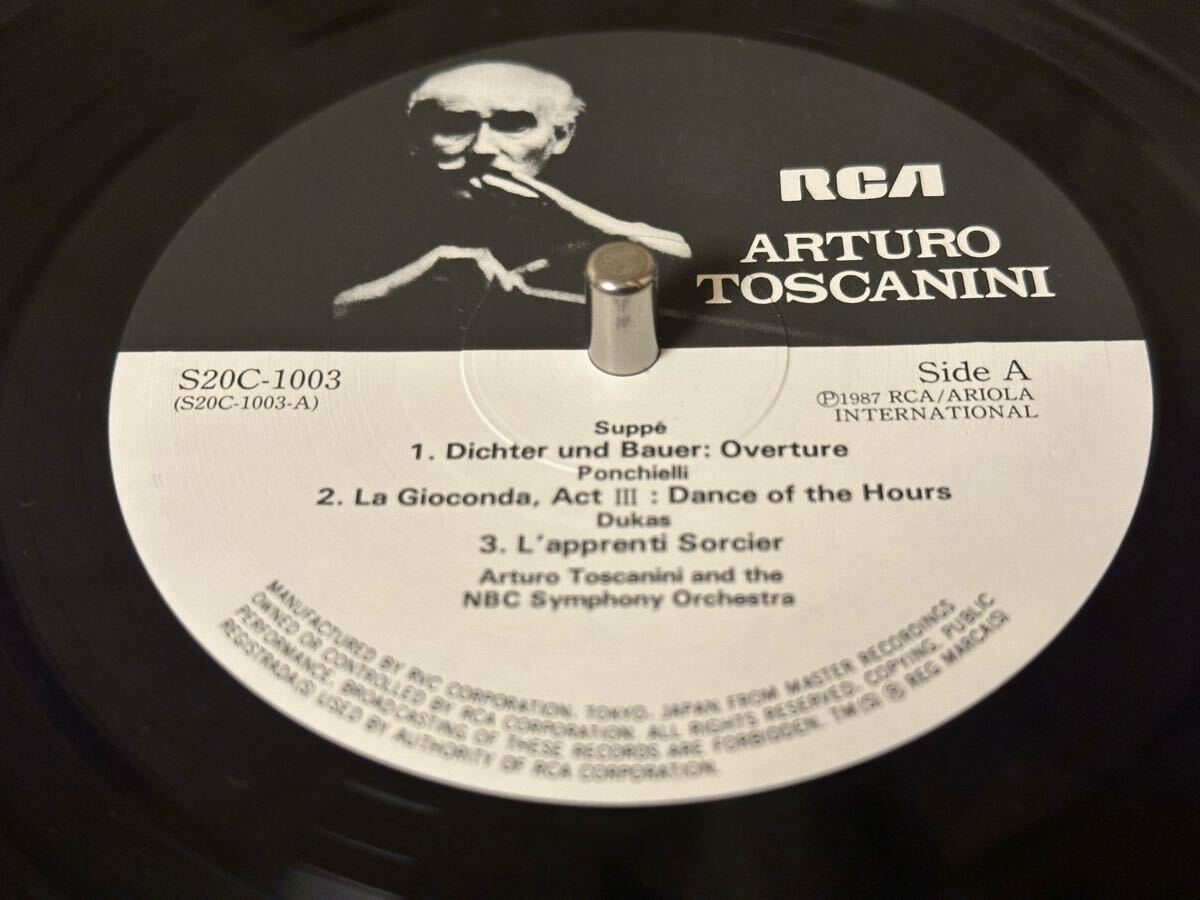 RCA
ARTURO
TOSCANINI
S20C-1003
(S20C-1003-A)
Side A
Ⓟ1987 RCA/ARIOLA
INTERNATIONAL
Suppé
1. Dichter und Bauer: Overture
Ponchielli
2. La Gioconda, Act III : Dance of the Hours
Dukas
3. L'apprenti Sorcier
Arturo Toscanini and the
NBC Symphony Orchestra
MANUFACTURED BY RVC CORPORATION, TOKYO, JAPAN FROM MASTER RECORDINGS
OWNED OR CONTROLLED BY RCA CORPORATION. ALL RIGHTS RESERVED; COPYING, PUBLIC
PERFORMANCE, BROADCASTING OF THESE RECORDS ARE FORBIDDEN. TM(S) ® REG MARCA(S)
REGISTRADA(S) USED BY AUTHORITY OF RCA CORPORATION.